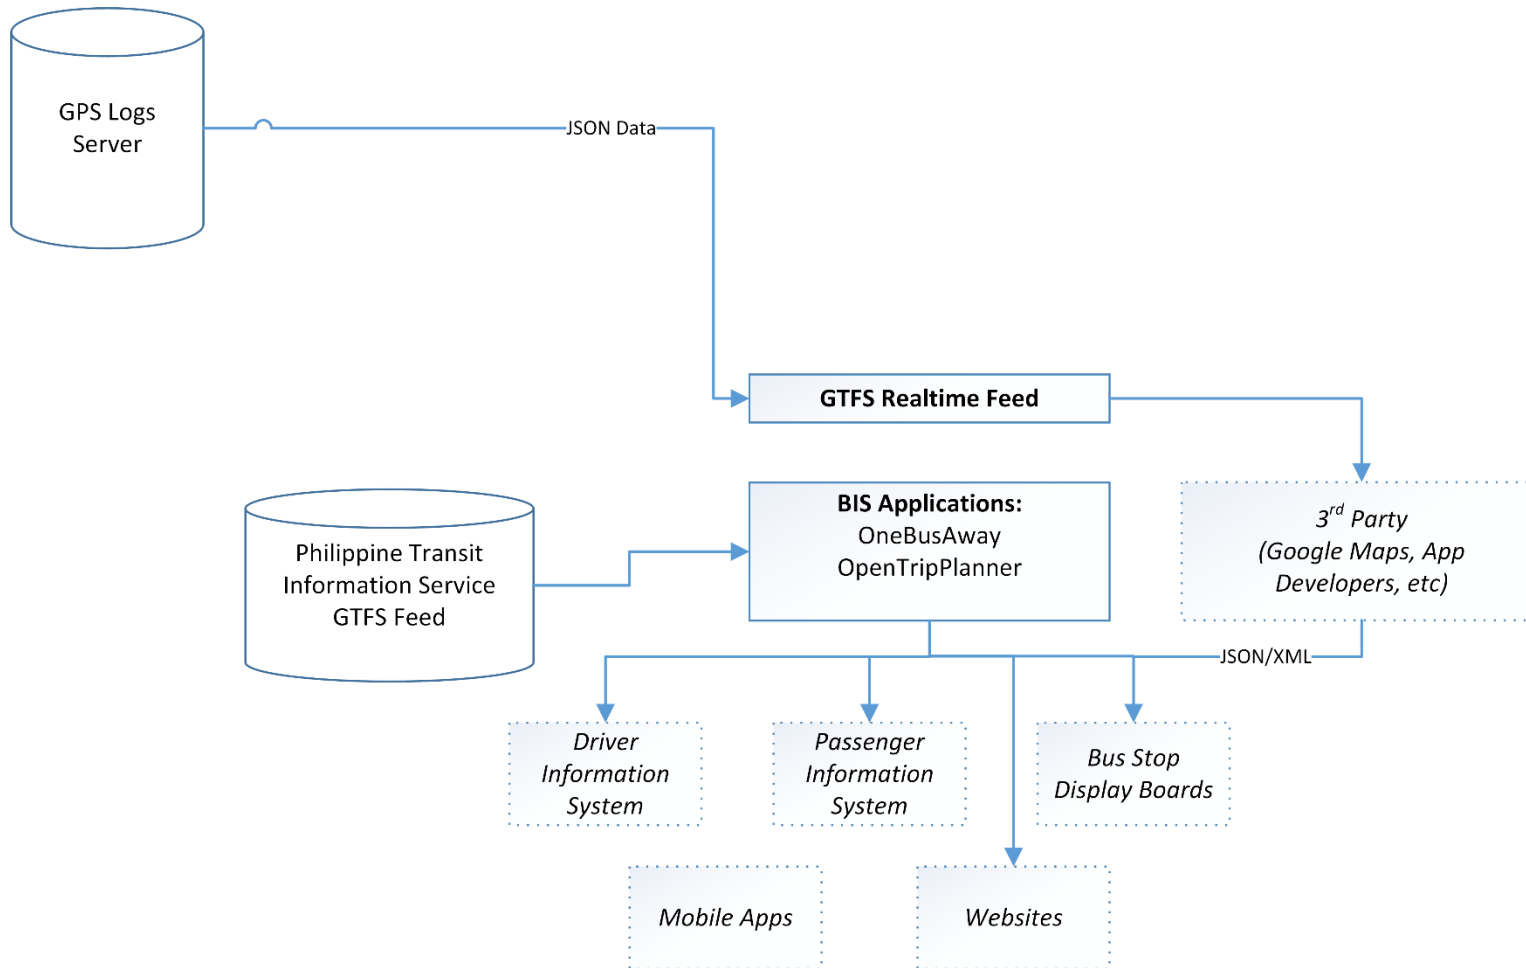 GPS Logs
Server
JSON Data
GTFS Realtime Feed
Philippine Transit
Information Service
GTFS Feed
BIS Applications:
OneBusAway
OpenTripPlanner
3rd Party
(Google Maps, App
Developers, etc)
JSON/XML
Driver
Information
System
Passenger
Information
System
Bus Stop
Display Boards
Mobile Apps
Websites